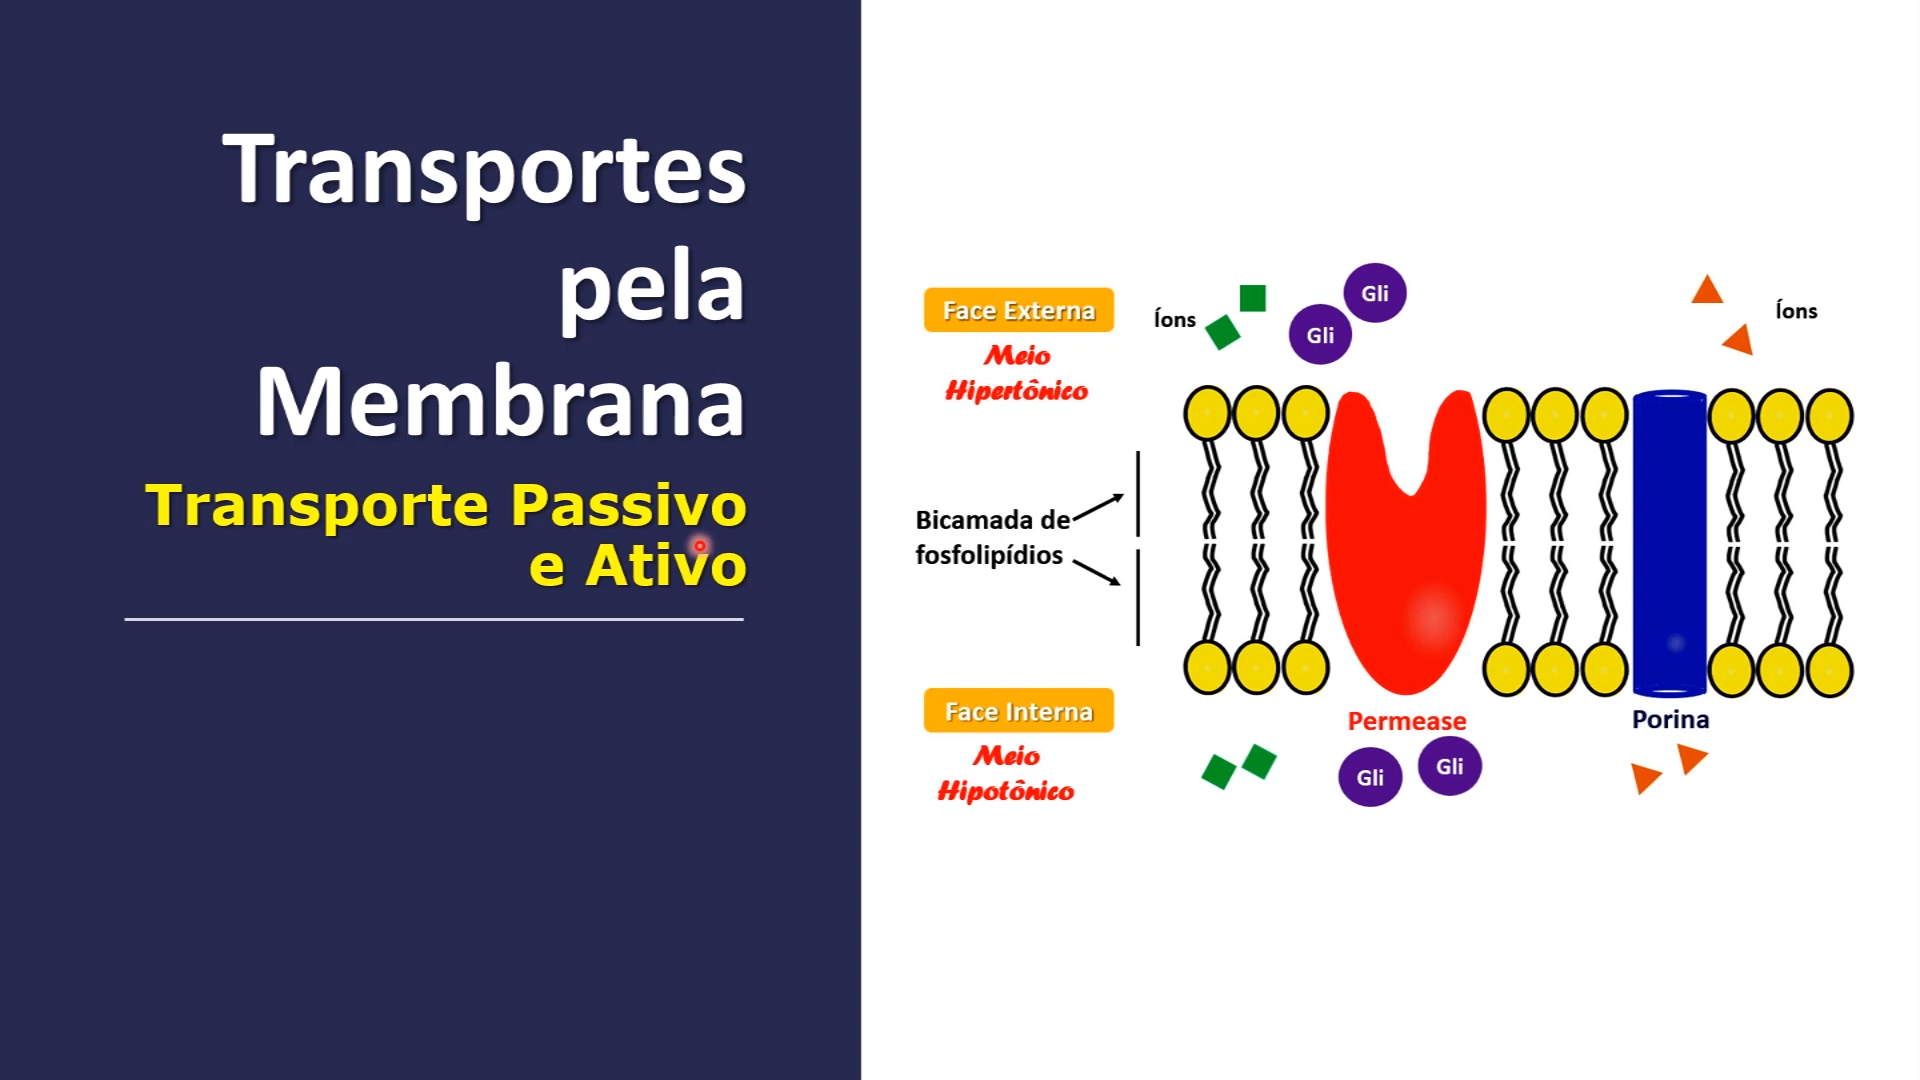 Transportes
pela
Membrana
Transporte Passivo
e Ativo
Face Externa
Meio
Hipertônico
Íons
Gli
Gli
Íons
Bicamada de
fosfolipídios
Face Interna
Meio
Hipotônico
Permease
Porina
Gli
Gli